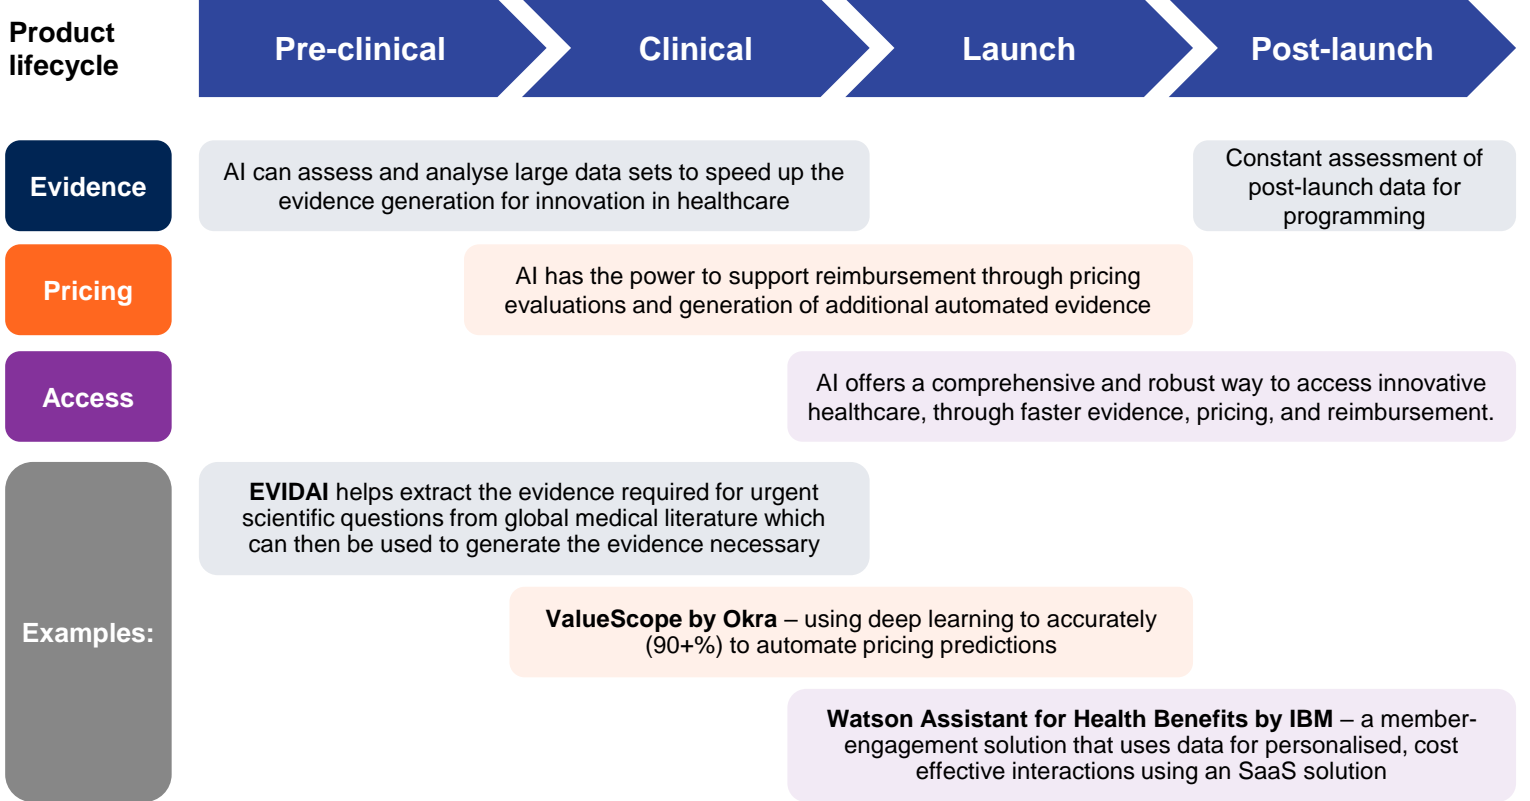 Product
lifecycle
Pre-clinical
Clinical
Launch
Post-launch
Evidence
AI can assess and analyse large data sets to speed up the
evidence generation for innovation in healthcare
Constant assessment of
post-launch data for
programming
Pricing
AI has the power to support reimbursement through pricing
evaluations and generation of additional automated evidence
Access
AI offers a comprehensive and robust way to access innovative
healthcare, through faster evidence, pricing, and reimbursement.
Examples:
EVIDAI helps extract the evidence required for urgent
scientific questions from global medical literature which
can then be used to generate the evidence necessary
ValueScope by Okra – using deep learning to accurately
(90+%) to automate pricing predictions
Watson Assistant for Health Benefits by IBM – a member-
engagement solution that uses data for personalised, cost
effective interactions using an SaaS solution